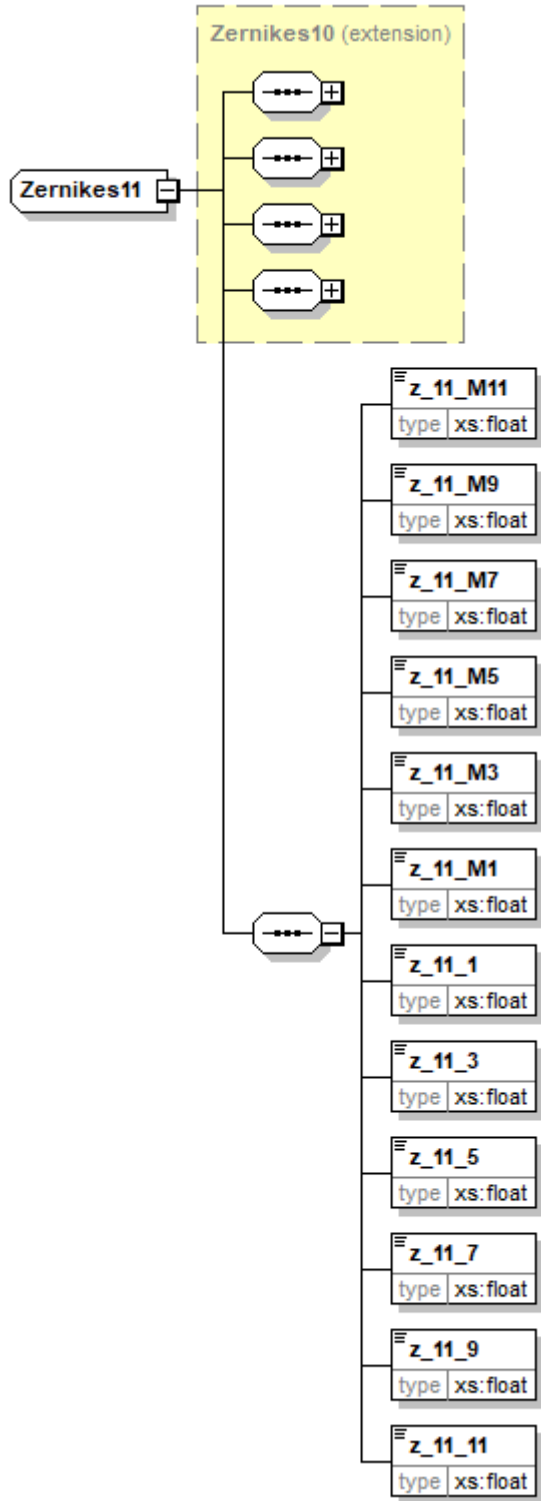 Zernikes10 (extension)
Zernikes11
z_11_M11
type xs:float
z_11_M9
type xs:float
z_11_M7
type xs:float
z_11_M5
type xs:float
z_11_M3
type xs:float
z_11_M1
type xs:float
z_11_1
type xs:float
z_11_3
type xs:float
z_11_5
type xs:float
z_11_7
type xs:float
z_11_9
type xs:float
z_11_11
type xs:float